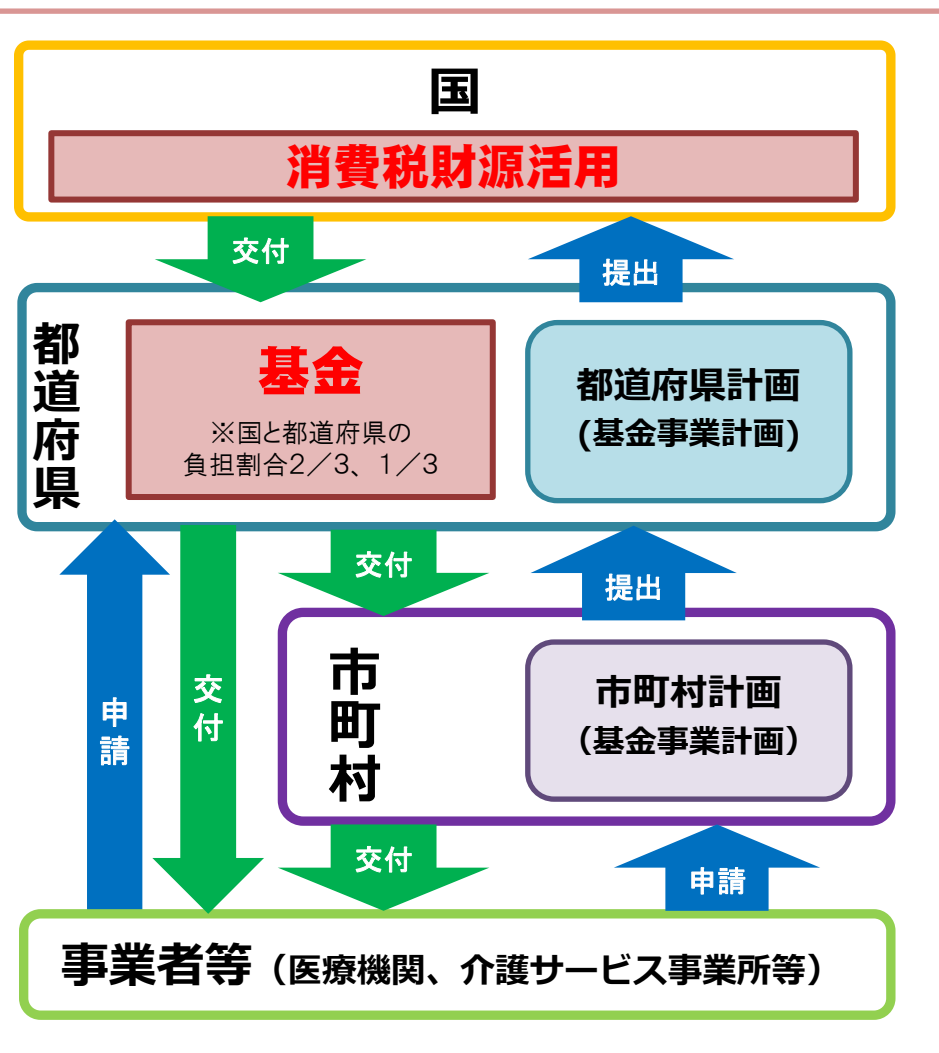 国
消費税財源活用
交付
提出
都道府県
基金
※国と都道府県の
負担割合2／3、1／3
都道府県計画
(基金事業計画)
交付
提出
申請
交付
市町村
市町村計画
（基金事業計画）
交付
申請
事業者等（医療機関、介護サービス事業所等）